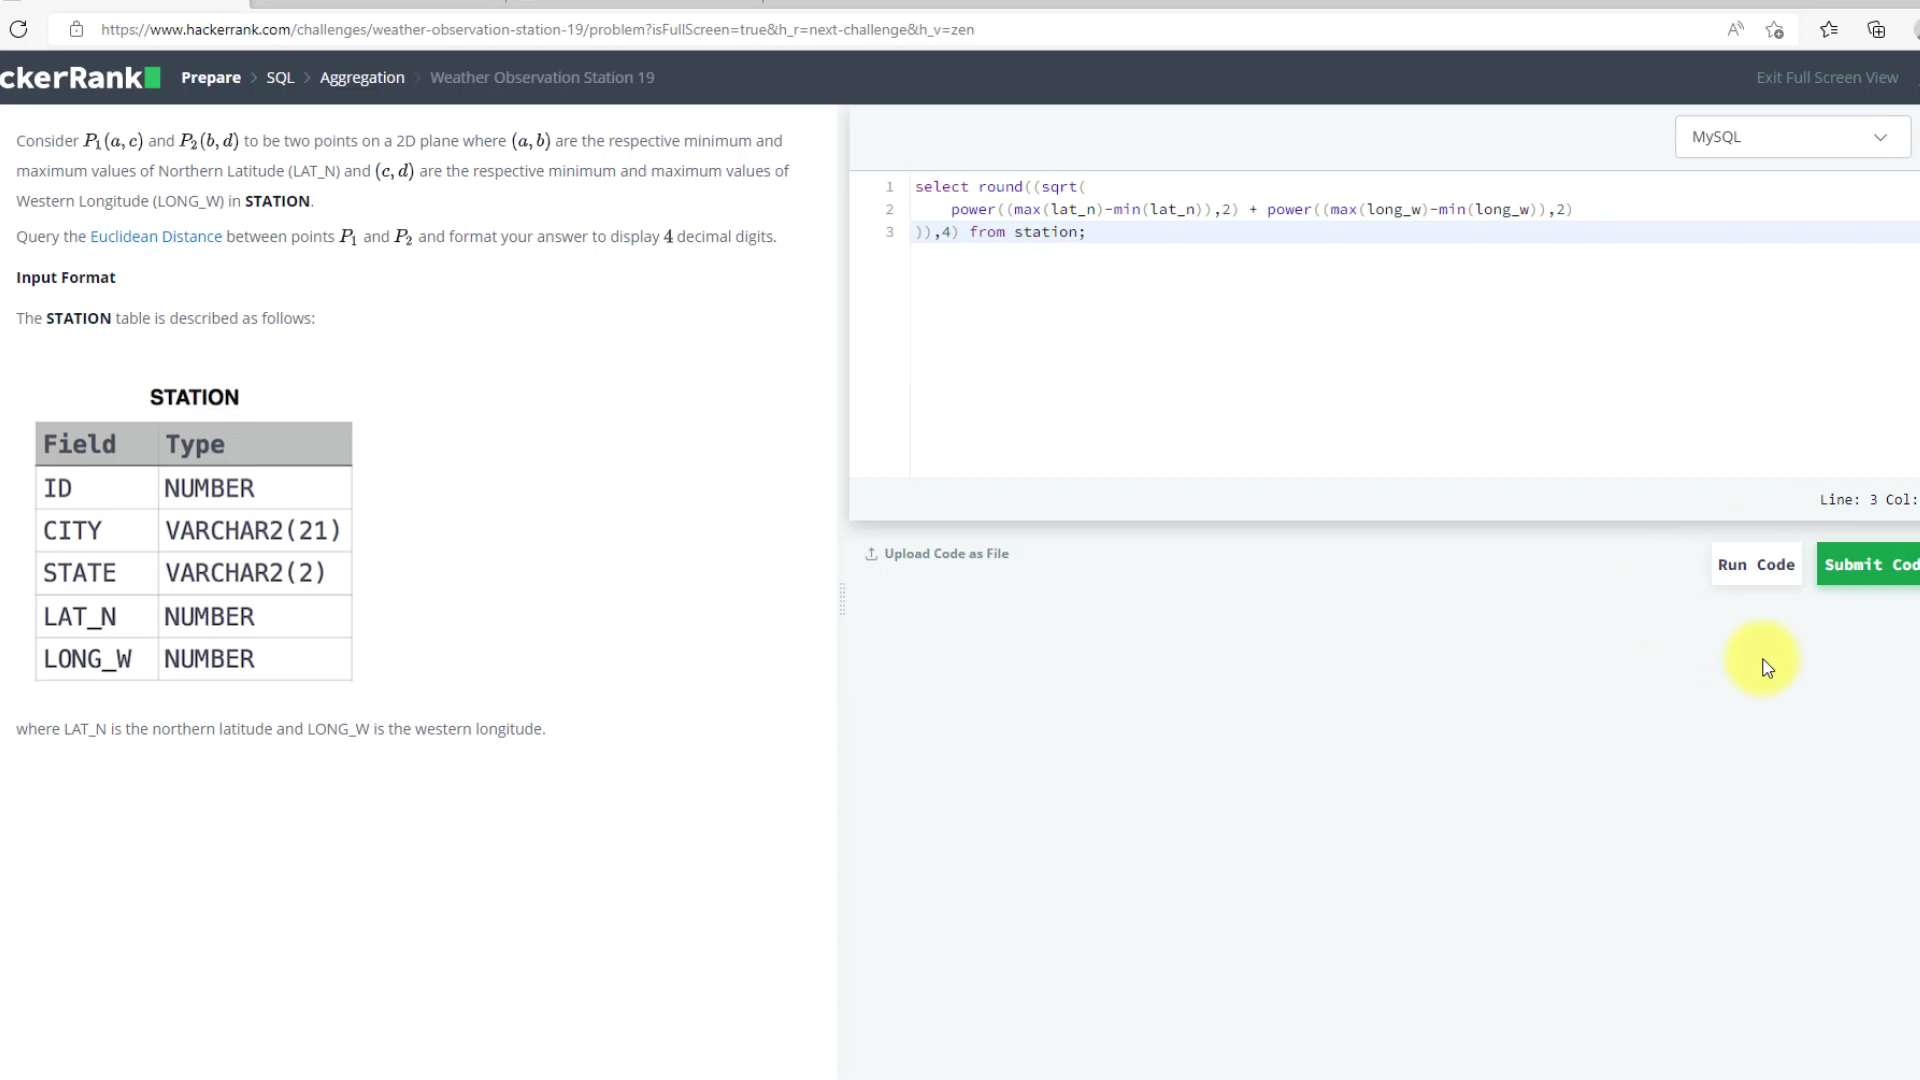 https://www.hackerrank.com/challenges/weather-observation-station-19/problem?isFullScreen=true&h_r=next-challenge&h_v=zen
ckerRank Prepare > SQL > Aggregation > Weather Observation Station 19
Exit Full Screen View
Consider P1(a, c) and P2(b, d) to be two points on a 2D plane where (a, b) are the respective minimum and
maximum values of Northern Latitude (LAT_N) and (c, d) are the respective minimum and maximum values of
Western Longitude (LONG_W) in STATION.
Query the Euclidean Distance between points P1 and P2 and format your answer to display 4 decimal digits.
Input Format
The STATION table is described as follows:
STATION
Field Type
ID NUMBER
CITY VARCHAR2(21)
STATE VARCHAR2(2)
LAT_N NUMBER
LONG_W NUMBER
where LAT_N is the northern latitude and LONG_W is the western longitude.
MySQL
1 select round((sqrt(
2 power((max(lat_n)-min(lat_n)),2) + power((max(long_w)-min(long_w)),2)
3 )),4) from station;
Line: 3 Col:
Upload Code as File
Run Code
Submit Cod